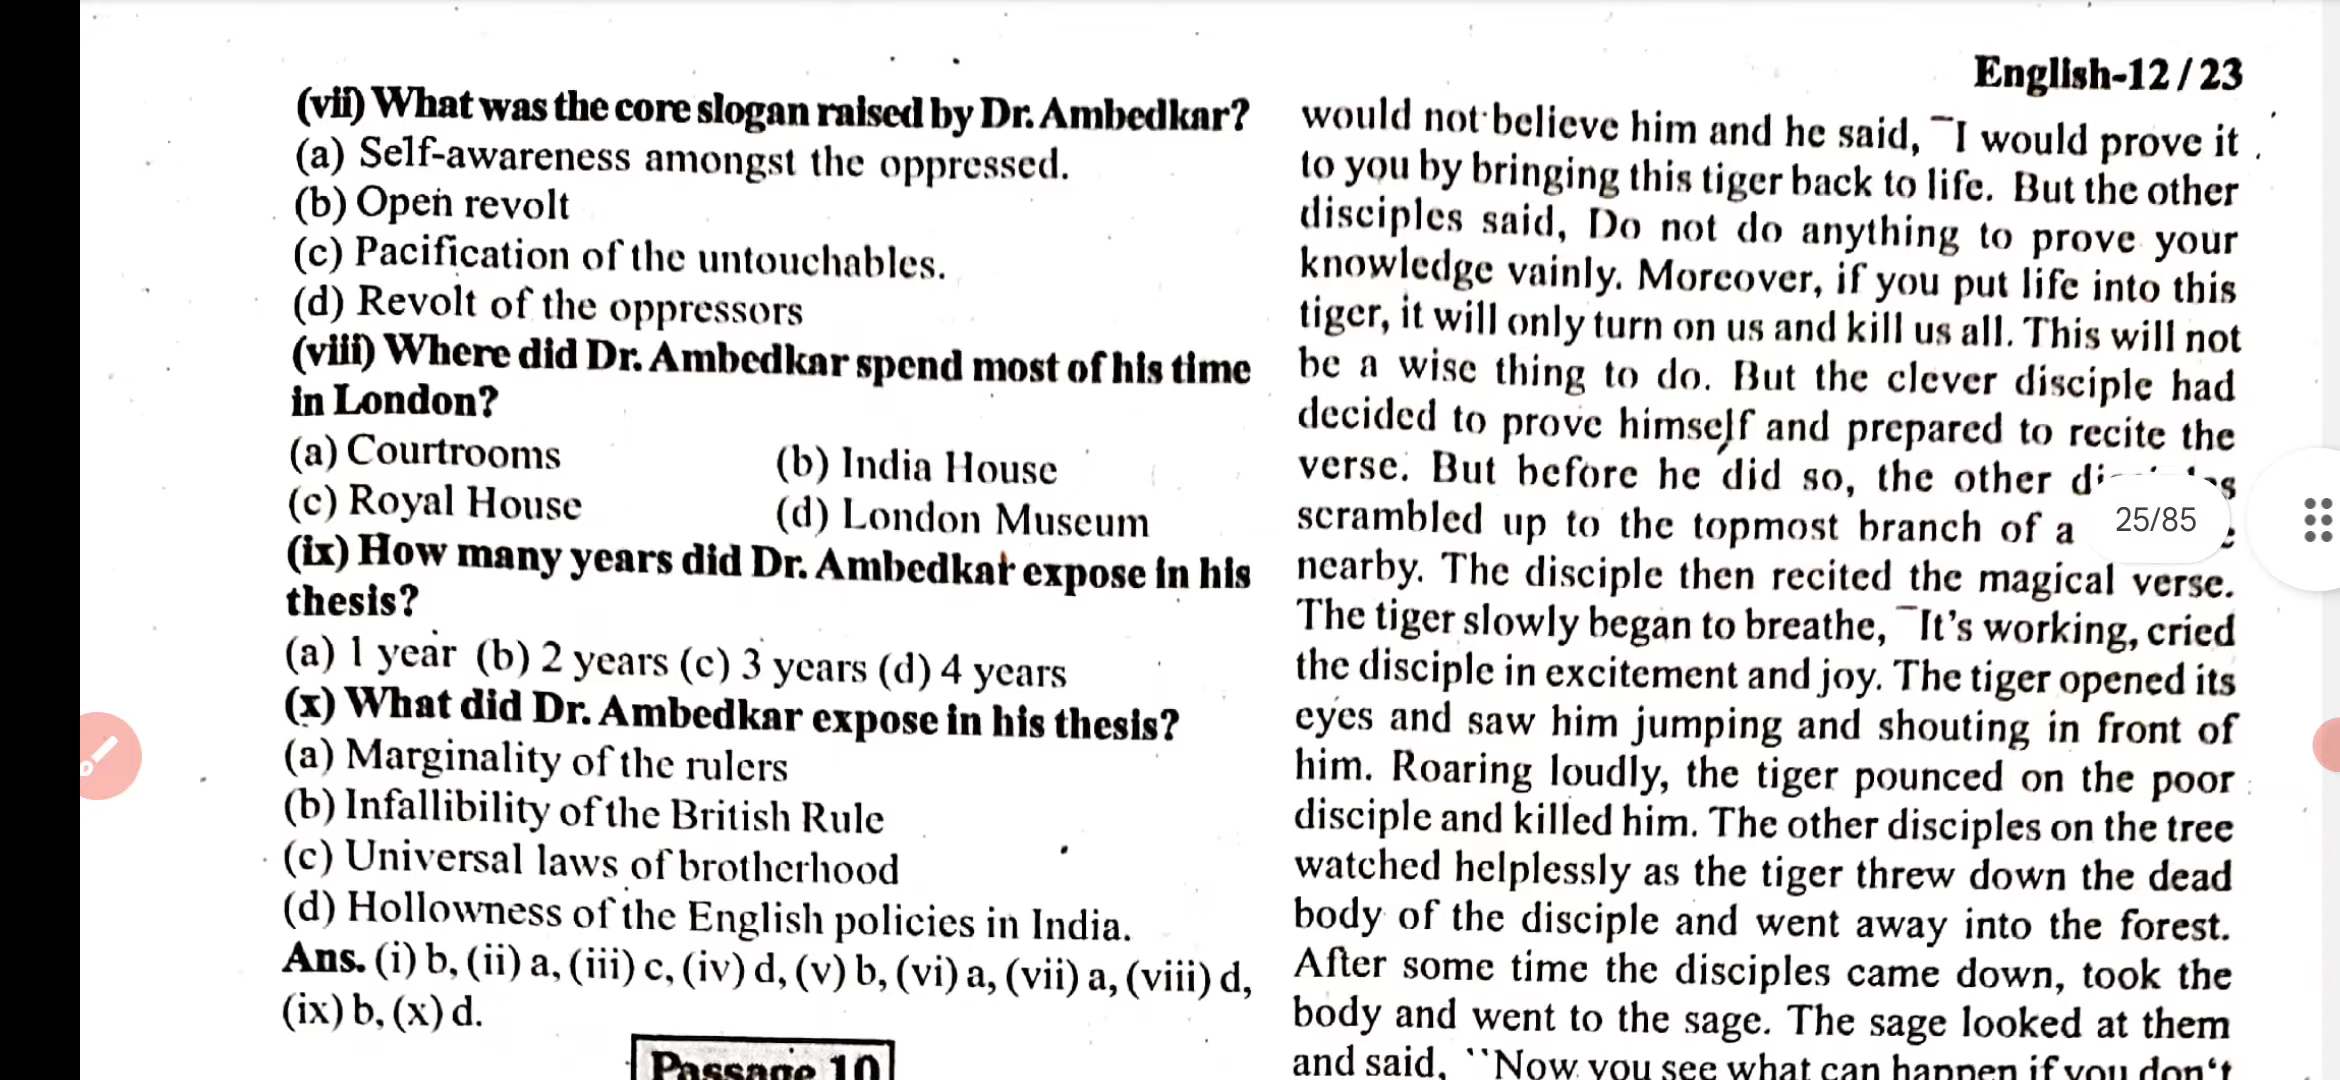 English-12/23
(vii) What was the core slogan raised by Dr. Ambedkar?
(a) Self-awareness amongst the oppressed.
(b) Open revolt
(c) Pacification of the untouchables.
(d) Revolt of the oppressors
(viii) Where did Dr. Ambedkar spend most of his time
in London?
(a) Courtrooms (b) India House
(c) Royal House (d) London Museum
(ix) How many years did Dr. Ambedkar expose in his
thesis?
(a) 1 year (b) 2 years (c) 3 years (d) 4 years
(x) What did Dr. Ambedkar expose in his thesis?
(a) Marginality of the rulers
(b) Infallibility of the British Rule
(c) Universal laws of brotherhood
(d) Hollowness of the English policies in India.
Ans. (i) b, (ii) a, (iii) c, (iv) d, (v) b, (vi) a, (vii) a, (viii) d,
(ix) b, (x) d.
Passage 10
would not believe him and he said, ¯I would prove it
to you by bringing this tiger back to life. But the other
disciples said, Do not do anything to prove your
knowledge vainly. Moreover, if you put life into this
tiger, it will only turn on us and kill us all. This will not
be a wise thing to do. But the clever disciple had
decided to prove himself and prepared to recite the
verse. But before he did so, the other
scrambled up to the topmost branch of a
nearby. The disciple then recited the magical verse.
The tiger slowly began to breathe, ¯It's working, cried
the disciple in excitement and joy. The tiger opened its
eyes and saw him jumping and shouting in front of
him. Roaring loudly, the tiger pounced on the poor
disciple and killed him. The other disciples on the tree
watched helplessly as the tiger threw down the dead
body of the disciple and went away into the forest.
After some time the disciples came down, took the
body and went to the sage. The sage looked at them
and said, ‘‘Now you see what can happen if you don‘t
25/85